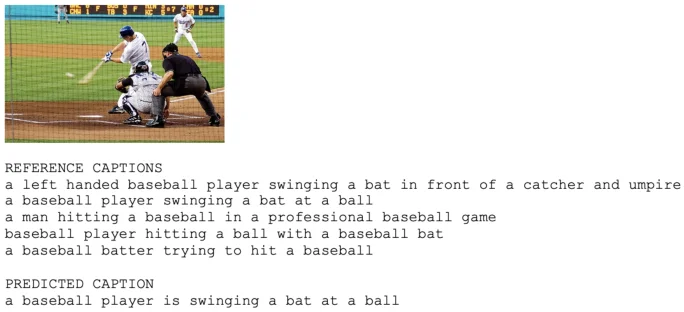 REFERENCE CAPTIONS
a left handed baseball player swinging a bat in front of a catcher and umpire
a baseball player swinging a bat at a ball
a man hitting a baseball in a professional baseball game
baseball player hitting a ball with a baseball bat
a baseball batter trying to hit a baseball
PREDICTED CAPTION
a baseball player is swinging a bat at a ball